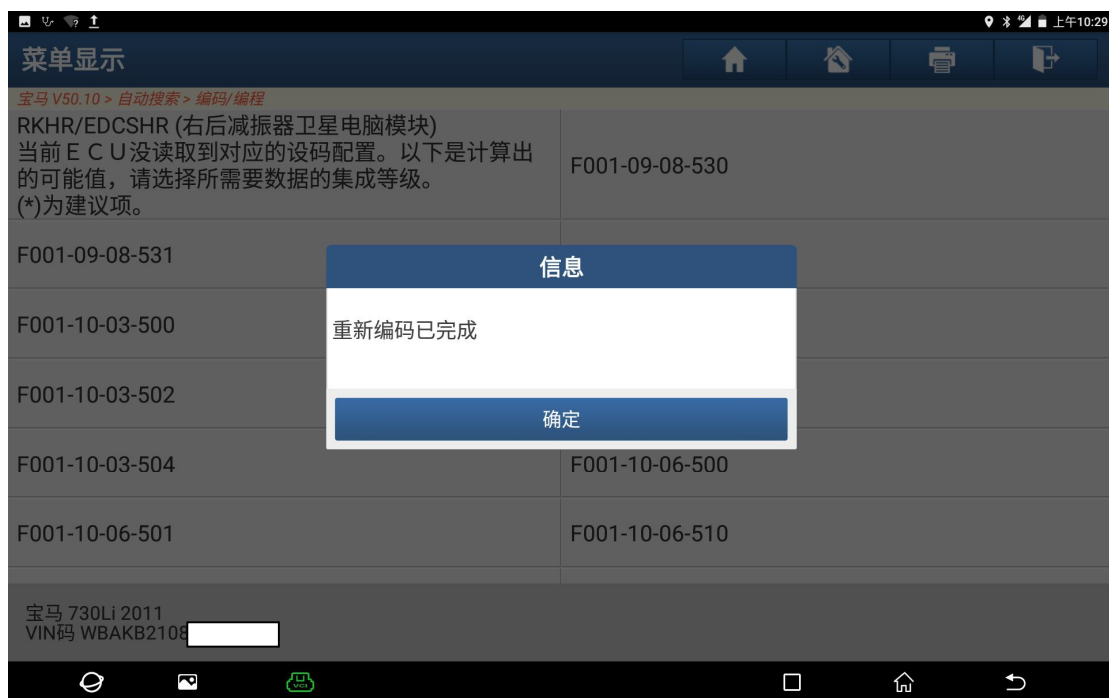 上午10:29
菜单显示
宝马 V50.10 > 自动搜索 > 编码/编程
RKHR/EDCSHR (右后减振器卫星电脑模块)
当前ＥＣＵ没读取到对应的设码配置。以下是计算出
的可能值，请选择所需要数据的集成等级。
(*)为建议项。
F001-09-08-530
F001-09-08-531
信息
F001-10-03-500
重新编码已完成
F001-10-03-502
确定
F001-10-03-504
F001-10-06-500
F001-10-06-501
F001-10-06-510
宝马 730Li 2011
VIN码 WBAKB2108